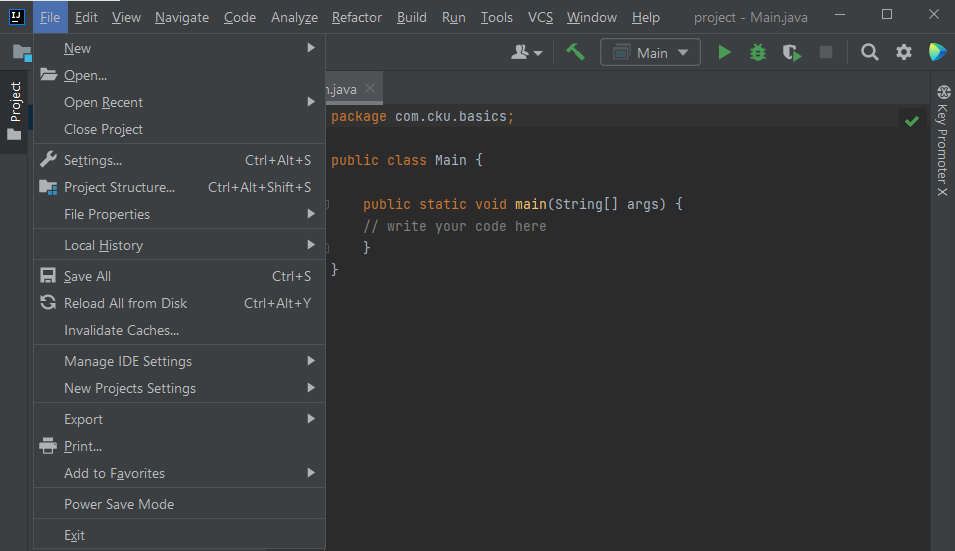 IJ File Edit View Navigate Code Analyze Refactor Build Run Tools VCS Window Help project - Main.java
Main
New
Open...
Open Recent
Close Project
Settings... Ctrl+Alt+S
Project Structure... Ctrl+Alt+Shift+S
File Properties
Local History
Save All Ctrl+S
Reload All from Disk Ctrl+Alt+Y
Invalidate Caches...
Manage IDE Settings
New Projects Settings
Export
Print...
Add to Favorites
Power Save Mode
Exit
Project
n.java
package com.cku.basics;
public class Main {
public static void main(String[] args) {
// write your code here
}
}
Key Promoter X